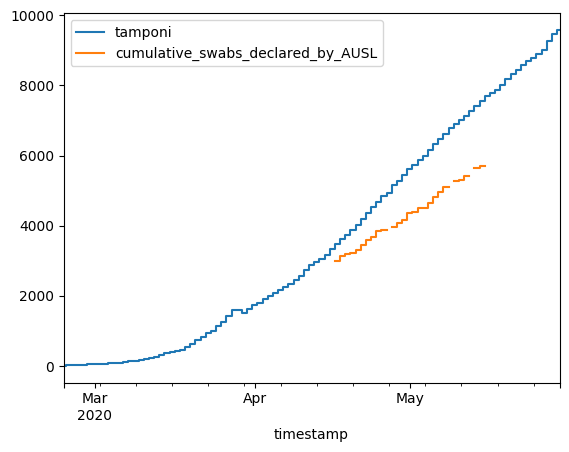 tamponi
cumulative_swabs_declared_by_AUSL
10000
8000
6000
4000
2000
0
Mar
2020
Apr
May
timestamp